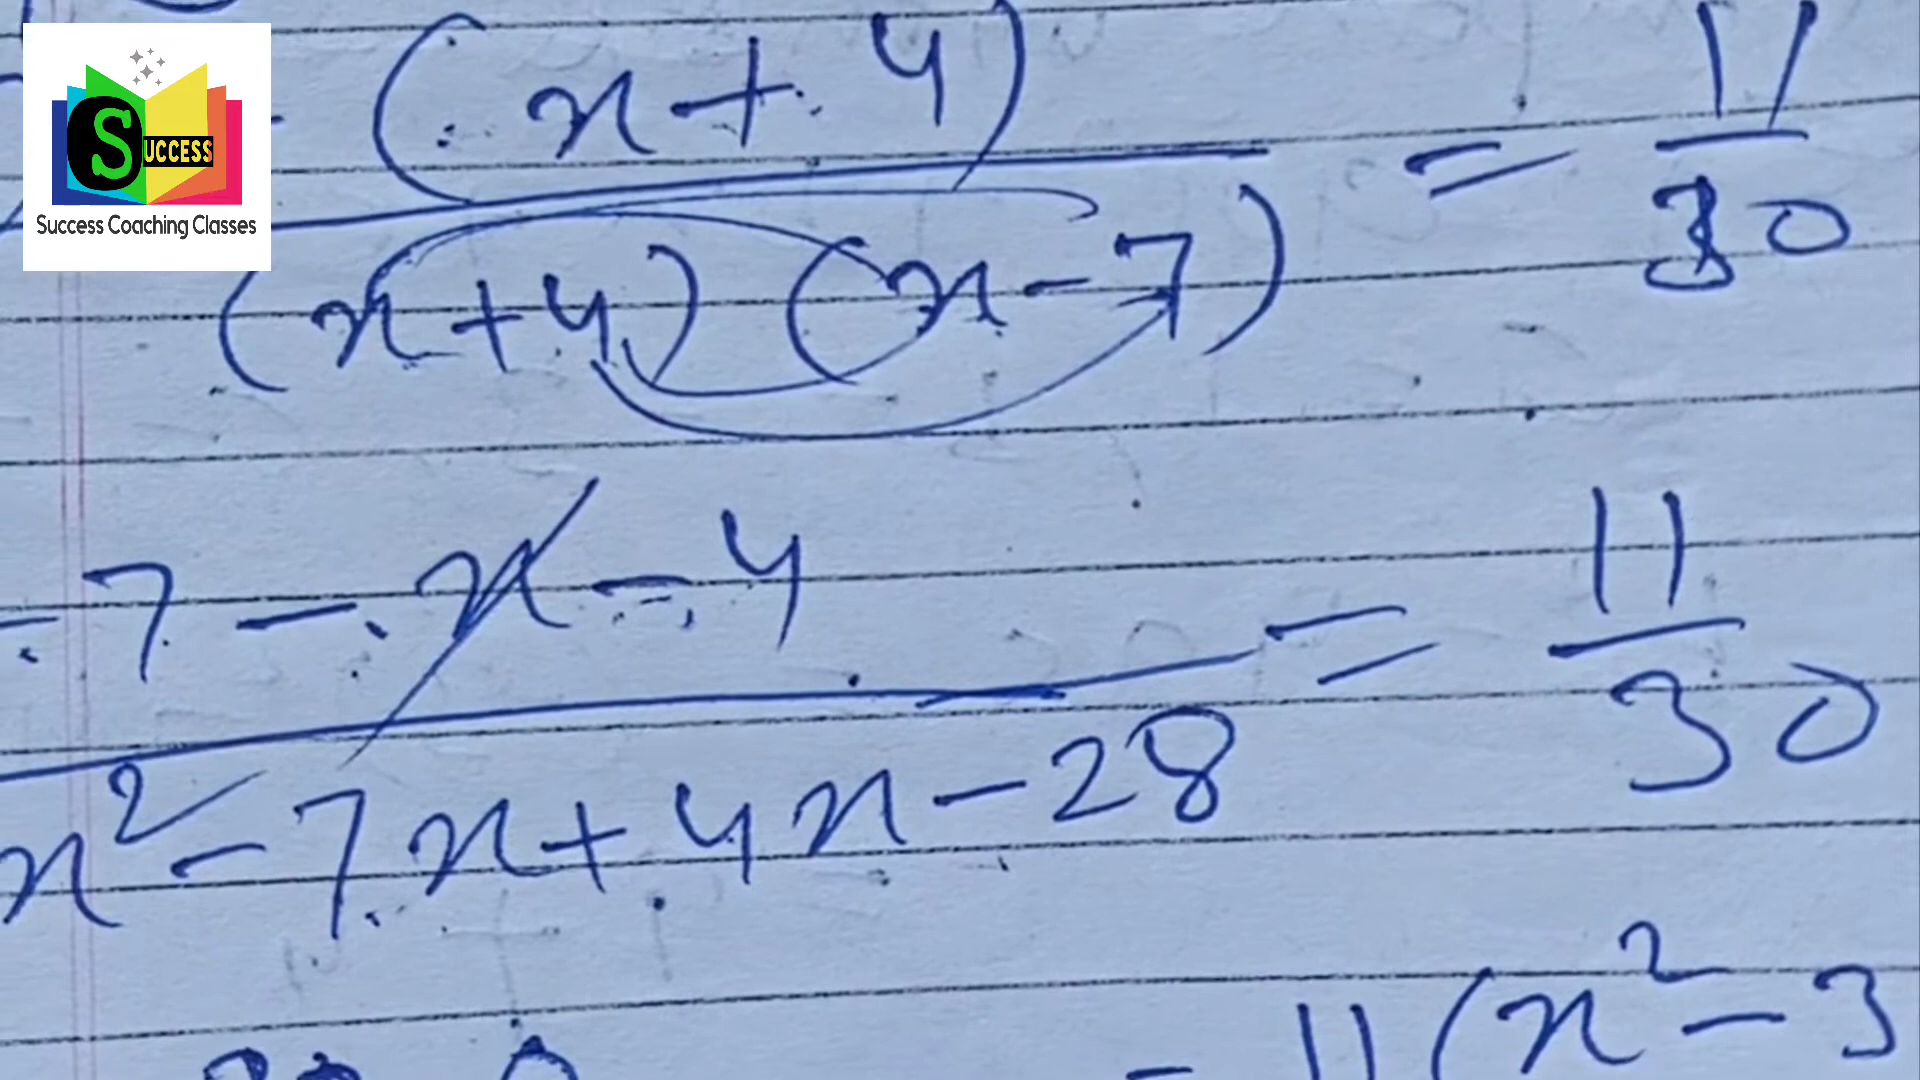 SUCCESS
Success Coaching Classes
- (x + 4) = 11
(x+4) (x-7) 30
-7 - x - 4 = 11
x² - 7x + 4x - 28 30
= 11 (x² - 3